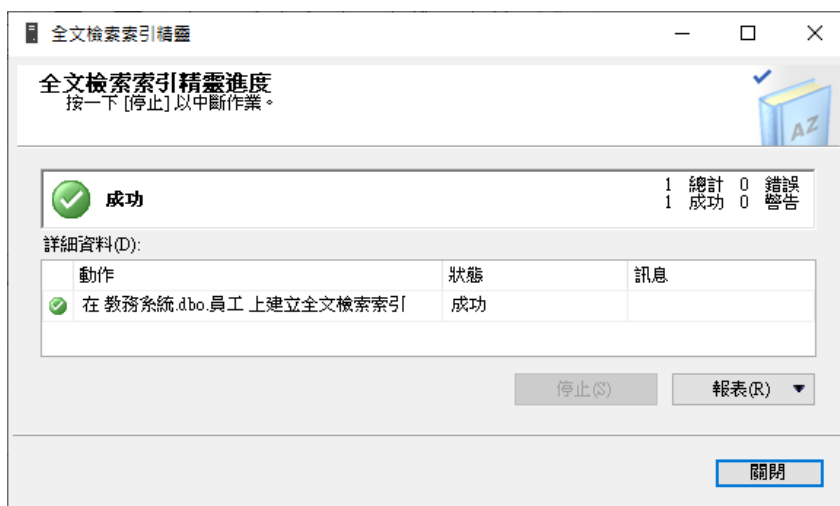 全文檢索索引精靈
全文檢索索引精靈進度
按一下 [停止] 以中斷作業。
AZ
成功
1 總計 0 錯誤
1 成功 0 警告
詳細資料(D):
動作 狀態 訊息
在 教務系統.dbo.員工 上建立全文檢索索引 成功
停止(S) 報表(R)
關閉